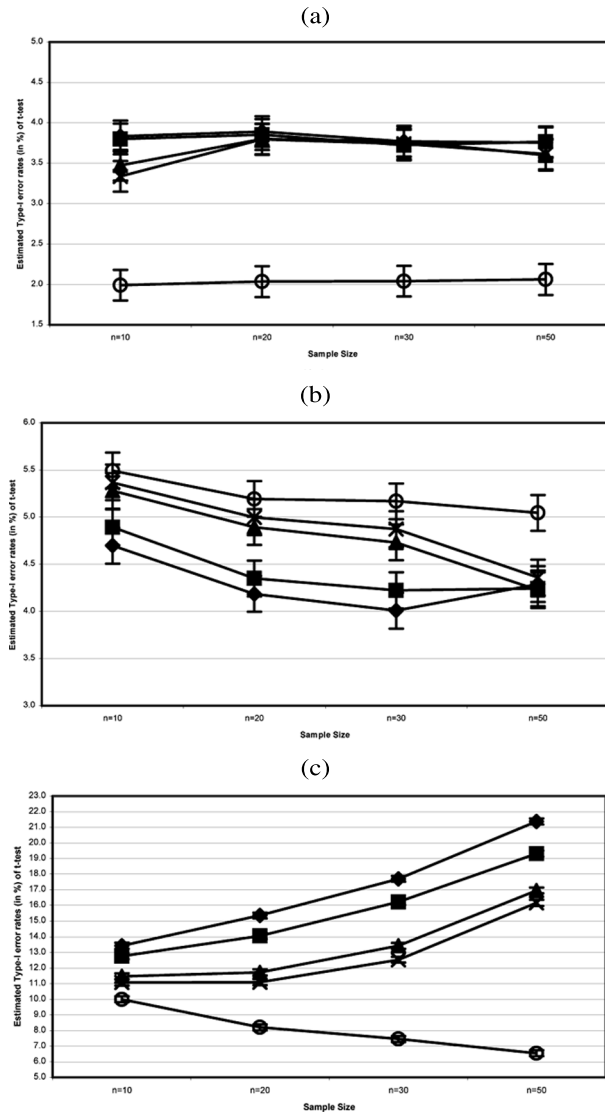 (a)
Estimated Type-I error rates (in %) of t-test
5.0
4.5
4.0
3.5
3.0
2.5
2.0
1.5
n=10 n=20 n=30 n=50
Sample Size
(b)
Estimated Type-I error rates (in %) of t-test
6.0
5.5
5.0
4.5
4.0
3.5
3.0
n=10 n=20 n=30 n=50
Sample Size
(c)
Estimated Type-I error rates (in %) of t-test
23.0
22.0
21.0
20.0
19.0
18.0
17.0
16.0
15.0
14.0
13.0
12.0
11.0
10.0
9.0
8.0
7.0
6.0
5.0
n=10 n=20 n=30 n=50
Sample Size